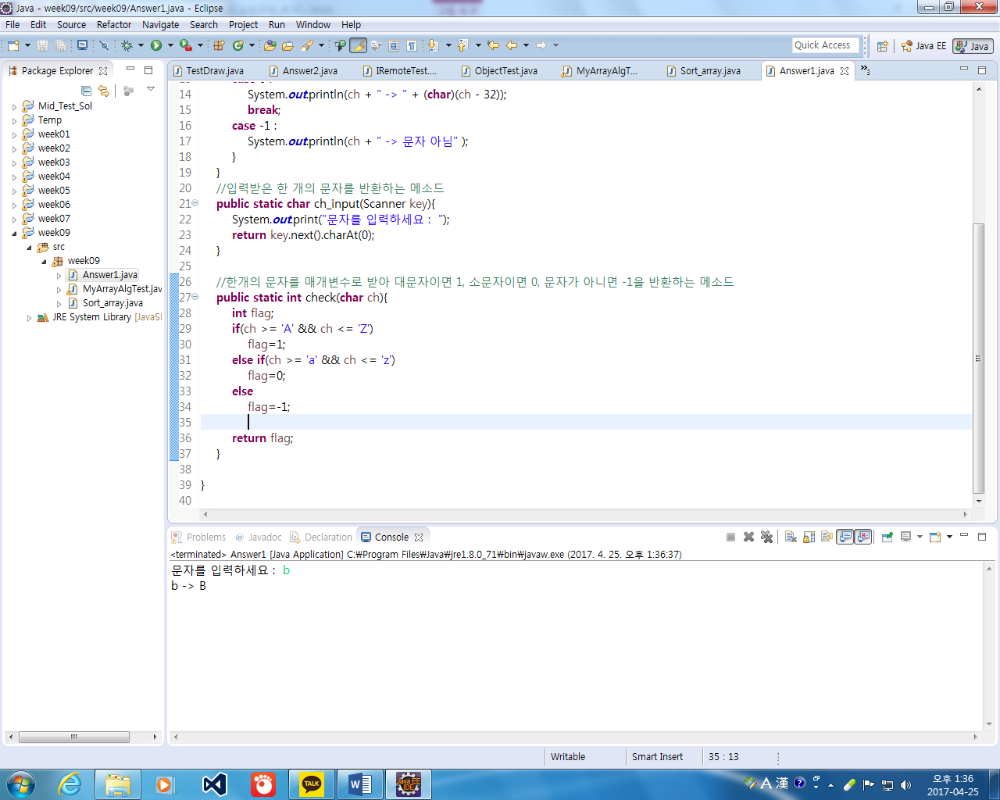 Java - week09/src/week09/Answer1.java - Eclipse
File Edit Source Refactor Navigate Search Project Run Window Help
Quick Access
Java EE
Java
Package Explorer
Mid_Test_Sol
Temp
week01
week02
week03
week04
week05
week06
week07
week09
src
week09
Answer1.java
MyArrayAlgTest.jav
Sort_array.java
JRE System Library [JavaSI
TestDraw.java Answer2.java IRemoteTest.... ObjectTest.java MyArrayAlgT... Sort_array.java Answer1.java »3
14 System.out.println(ch + " -> " + (char)(ch - 32));
15 break;
16 case -1 :
17 System.out.println(ch + " -> 문자 아님" );
18 }
19 }
20 //입력받은 한 개의 문자를 반환하는 메소드
21 public static char ch_input(Scanner key){
22 System.out.print("문자를 입력하세요 : ");
23 return key.next().charAt(0);
24 }
25
26 //한개의 문자를 매개변수로 받아 대문자이면 1, 소문자이면 0, 문자가 아니면 -1을 반환하는 메소드
27 public static int check(char ch){
28 int flag;
29 if(ch >= 'A' && ch <= 'Z')
30 flag=1;
31 else if(ch >= 'a' && ch <= 'z')
32 flag=0;
33 else
34 flag=-1;
35
36 return flag;
37 }
38
39 }
40
Problems @ Javadoc Declaration Console
<terminated> Answer1 [Java Application] C:₩Program Files₩Java₩jre1.8.0_71₩bin₩javaw.exe (2017. 4. 25. 오후 1:36:37)
문자를 입력하세요 : b
b -> B
Writable Smart Insert 35 : 13
TALK
W
Java EE
IDE
A 漢 ?
오후 1:36
2017-04-25